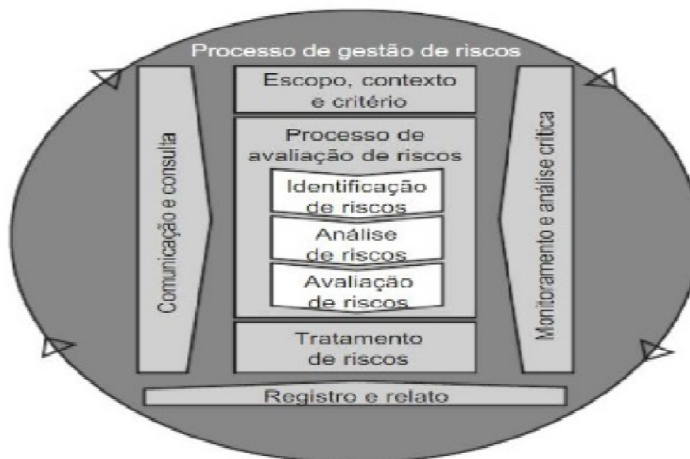 Processo de gestão de riscos
Escopo, contexto
e critério
Processo de
avaliação de riscos
Identificação
de riscos
Análise
de riscos
Avaliação
de riscos
Tratamento
de riscos
Comunicação e consulta
Monitoramento e análise crítica
Registro e relato